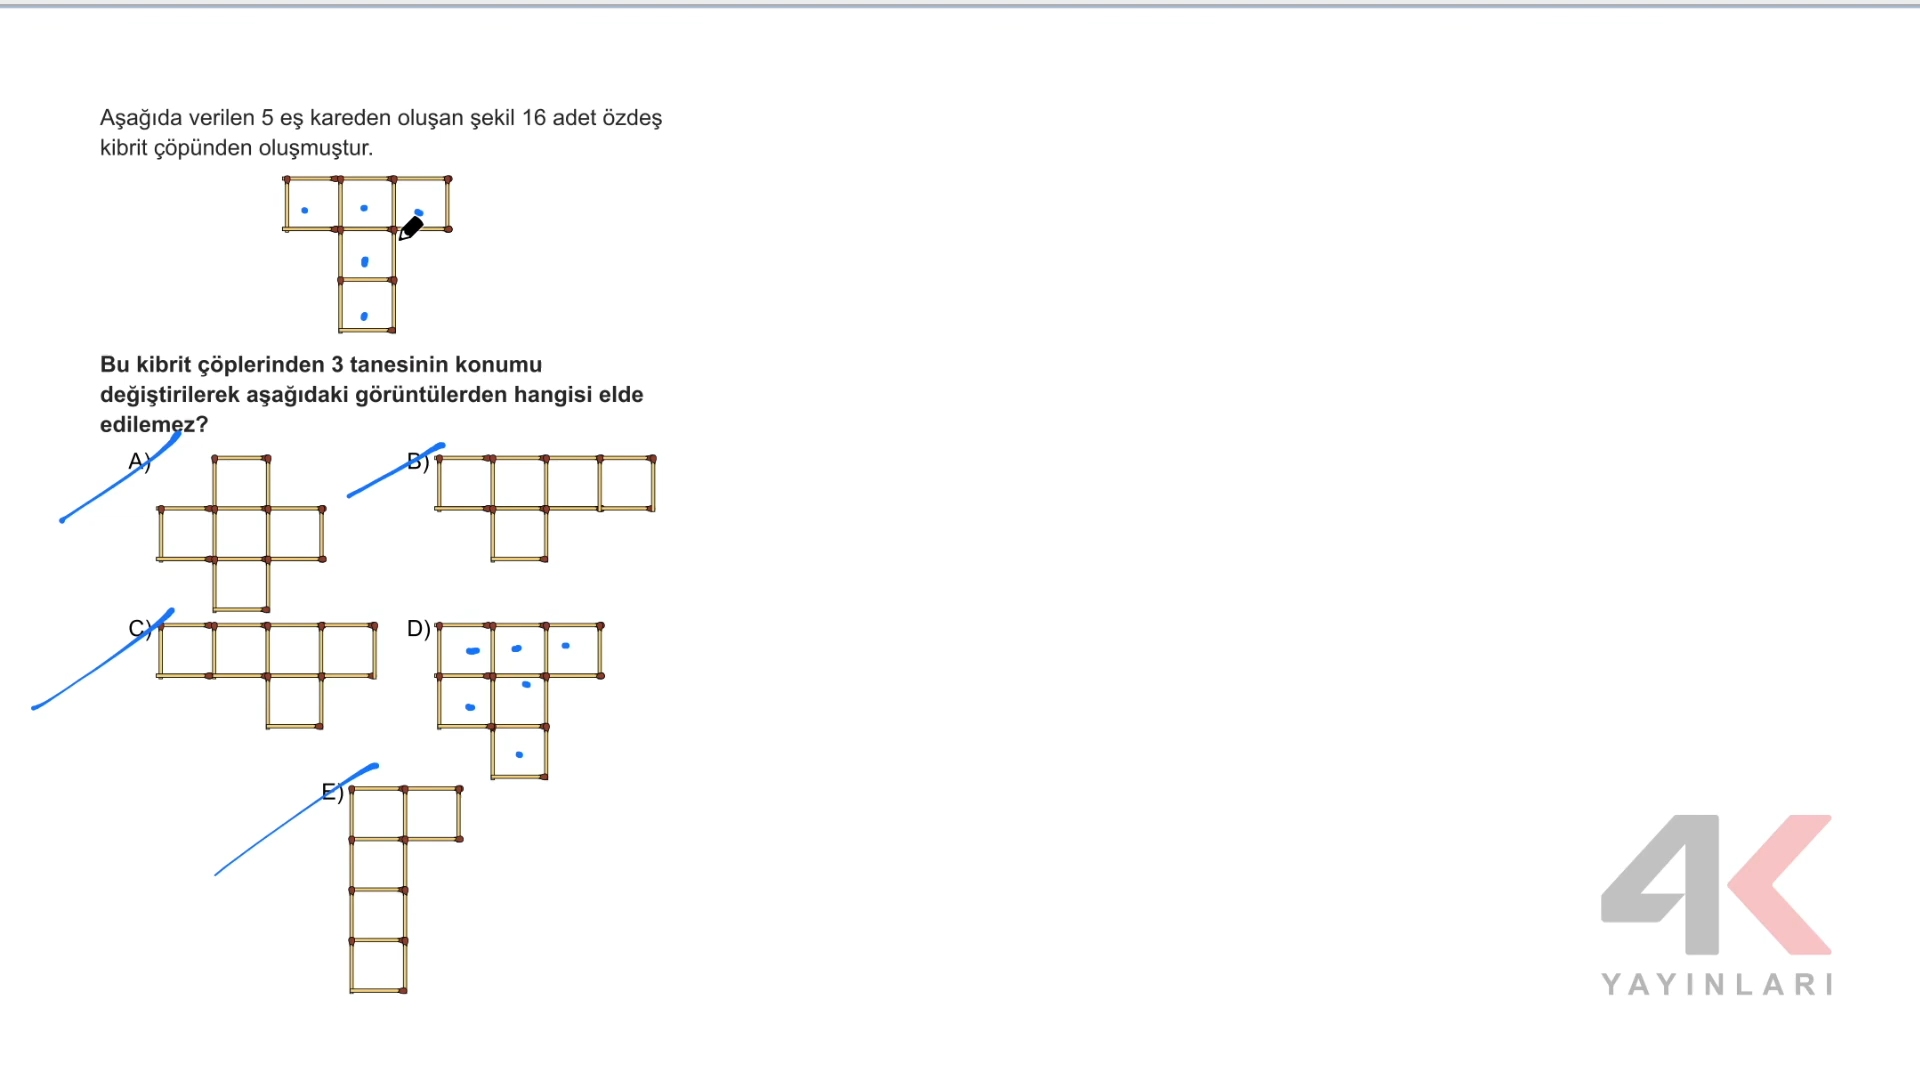 Aşağıda verilen 5 eş kareden oluşan şekil 16 adet özdeş
kibrit çöpünden oluşmuştur.
Bu kibrit çöplerinden 3 tanesinin konumu
değiştirilerek aşağıdaki görüntülerden hangisi elde
edilemez?
A)
B)
C)
D)
E)
4K
YAYINLARI